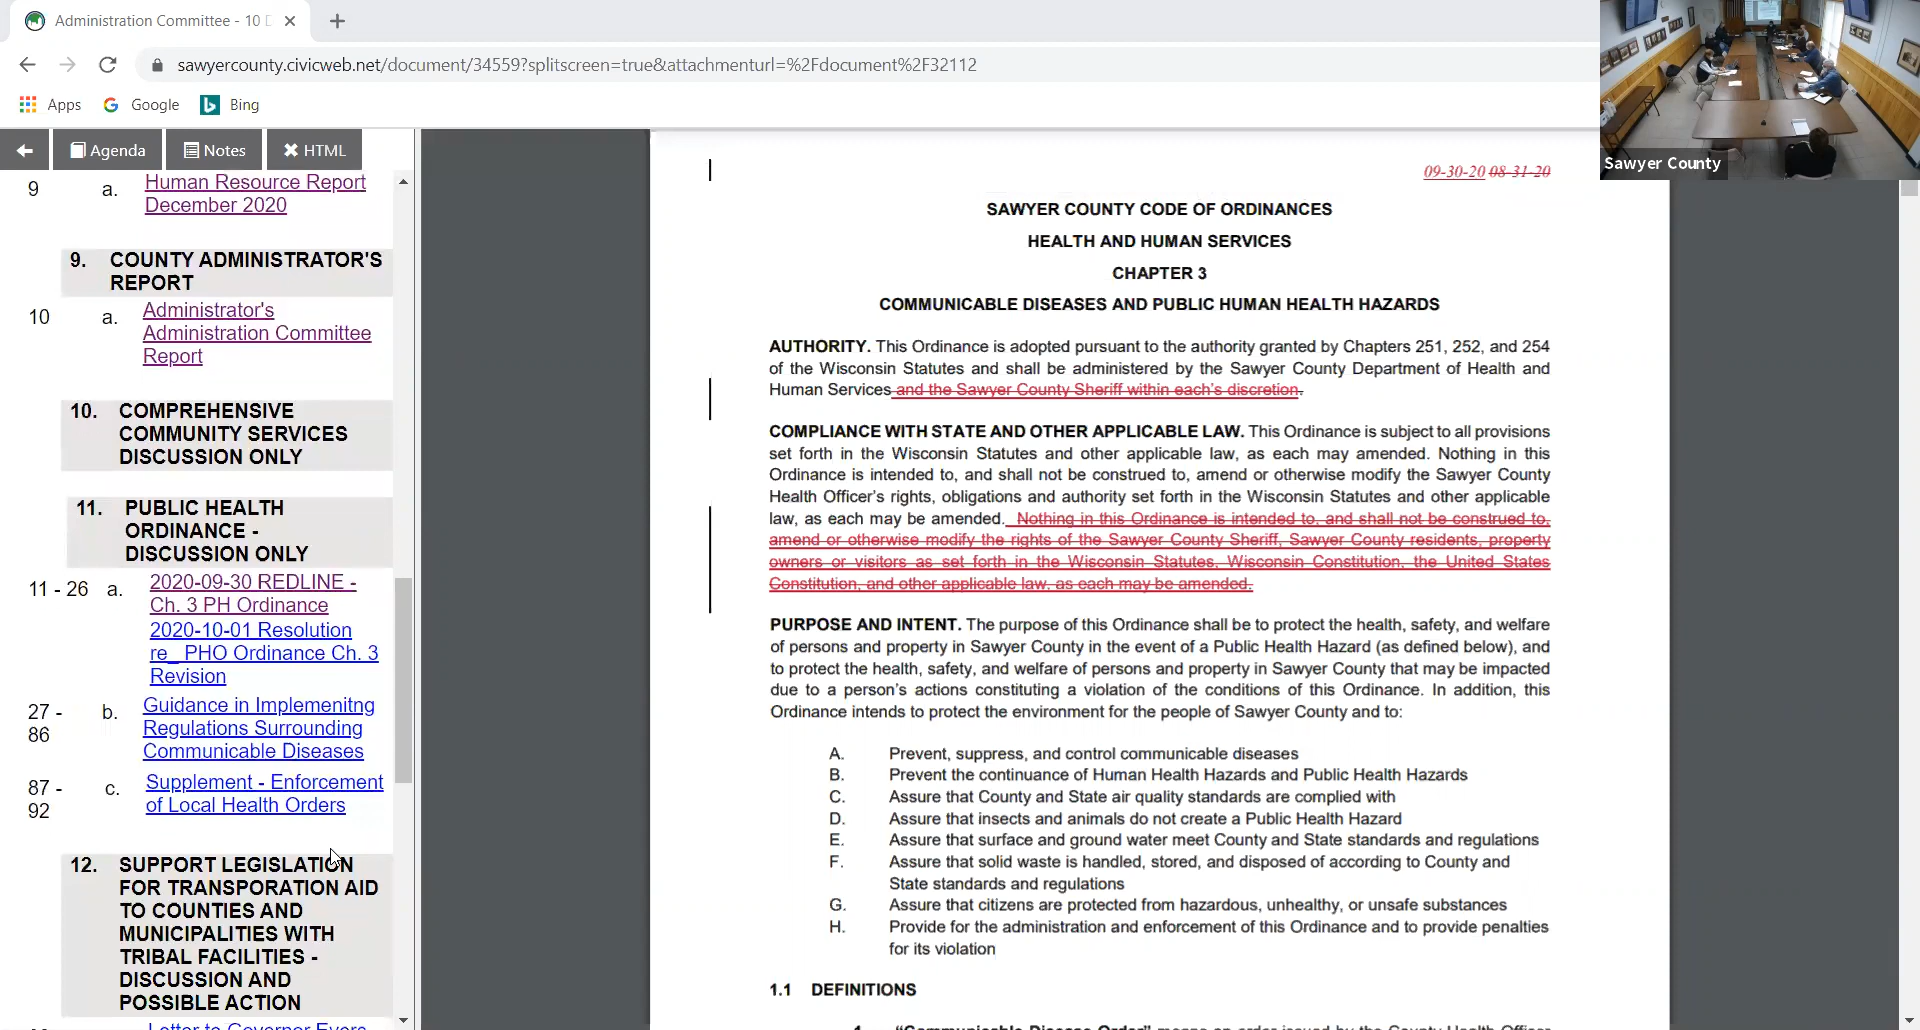 Administration Committee - 10 D
sawyercounty.civicweb.net/document/34559?splitscreen=true&attachmenturl=%2Fdocument%2F32112
Apps Google Bing
Agenda Notes HTML
9 a. Human Resource Report
December 2020
9. COUNTY ADMINISTRATOR'S
REPORT
10 a. Administrator's
Administration Committee
Report
10. COMPREHENSIVE
COMMUNITY SERVICES
DISCUSSION ONLY
11. PUBLIC HEALTH
ORDINANCE -
DISCUSSION ONLY
11 - 26 a. 2020-09-30 REDLINE -
Ch. 3 PH Ordinance
2020-10-01 Resolution
re_ PHO Ordinance Ch. 3
Revision
27 - b. Guidance in Implemenitng
86 Regulations Surrounding
Communicable Diseases
87 - c. Supplement - Enforcement
92 of Local Health Orders
12. SUPPORT LEGISLATION
FOR TRANSPORATION AID
TO COUNTIES AND
MUNICIPALITIES WITH
TRIBAL FACILITIES -
DISCUSSION AND
POSSIBLE ACTION
Letter to Governor Evers
09-30-20 08-31-20
SAWYER COUNTY CODE OF ORDINANCES
HEALTH AND HUMAN SERVICES
CHAPTER 3
COMMUNICABLE DISEASES AND PUBLIC HUMAN HEALTH HAZARDS
AUTHORITY. This Ordinance is adopted pursuant to the authority granted by Chapters 251, 252, and 254
of the Wisconsin Statutes and shall be administered by the Sawyer County Department of Health and
Human Services and the Sawyer County Sheriff within each's discretion.
COMPLIANCE WITH STATE AND OTHER APPLICABLE LAW. This Ordinance is subject to all provisions
set forth in the Wisconsin Statutes and other applicable law, as each may amended. Nothing in this
Ordinance is intended to, and shall not be construed to, amend or otherwise modify the Sawyer County
Health Officer's rights, obligations and authority set forth in the Wisconsin Statutes and other applicable
law, as each may be amended. Nothing in this Ordinance is intended to, and shall not be construed to,
amend or otherwise modify the rights of the Sawyer County Sheriff, Sawyer County residents, property
owners or visitors as set forth in the Wisconsin Statutes, Wisconsin Constitution, the United States
Constitution, and other applicable law, as each may be amended.
PURPOSE AND INTENT. The purpose of this Ordinance shall be to protect the health, safety, and welfare
of persons and property in Sawyer County in the event of a Public Health Hazard (as defined below), and
to protect the health, safety, and welfare of persons and property in Sawyer County that may be impacted
due to a person's actions constituting a violation of the conditions of this Ordinance. In addition, this
Ordinance intends to protect the environment for the people of Sawyer County and to:
A. Prevent, suppress, and control communicable diseases
B. Prevent the continuance of Human Health Hazards and Public Health Hazards
C. Assure that County and State air quality standards are complied with
D. Assure that insects and animals do not create a Public Health Hazard
E. Assure that surface and ground water meet County and State standards and regulations
F. Assure that solid waste is handled, stored, and disposed of according to County and
State standards and regulations
G. Assure that citizens are protected from hazardous, unhealthy, or unsafe substances
H. Provide for the administration and enforcement of this Ordinance and to provide penalties
for its violation
1.1 DEFINITIONS
1. "Communicable Disease Order" means an order issued by the County Health Officer
Sawyer County